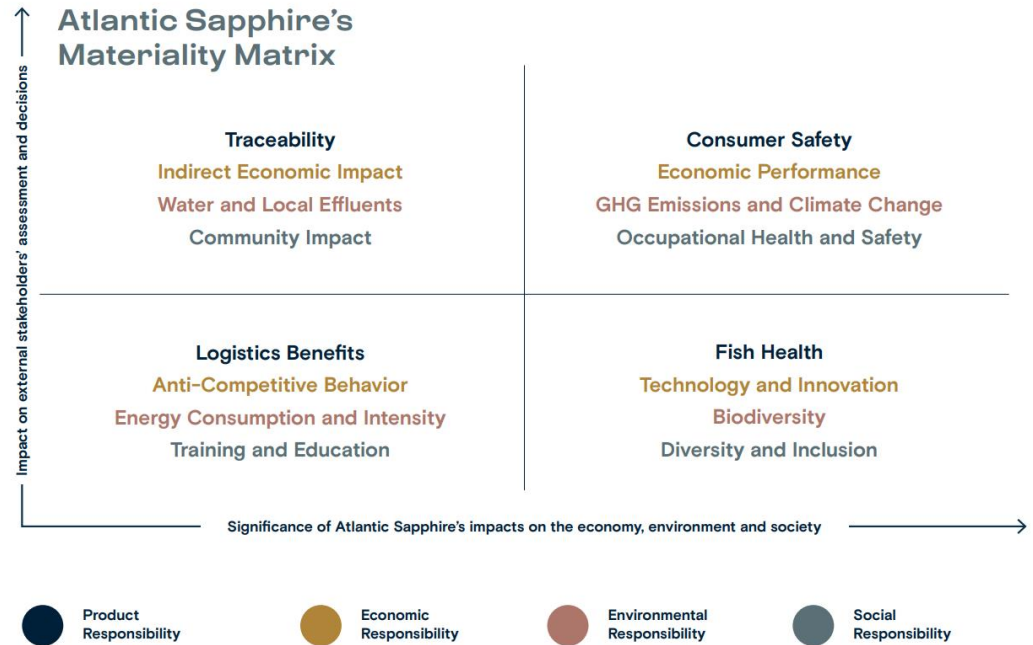 Atlantic Sapphire's
Materiality Matrix
Impact on external stakeholders' assessment and decisions
Traceability
Indirect Economic Impact
Water and Local Effluents
Community Impact
Consumer Safety
Economic Performance
GHG Emissions and Climate Change
Occupational Health and Safety
Logistics Benefits
Anti-Competitive Behavior
Energy Consumption and Intensity
Training and Education
Fish Health
Technology and Innovation
Biodiversity
Diversity and Inclusion
Significance of Atlantic Sapphire's impacts on the economy, environment and society
Product
Responsibility
Economic
Responsibility
Environmental
Responsibility
Social
Responsibility